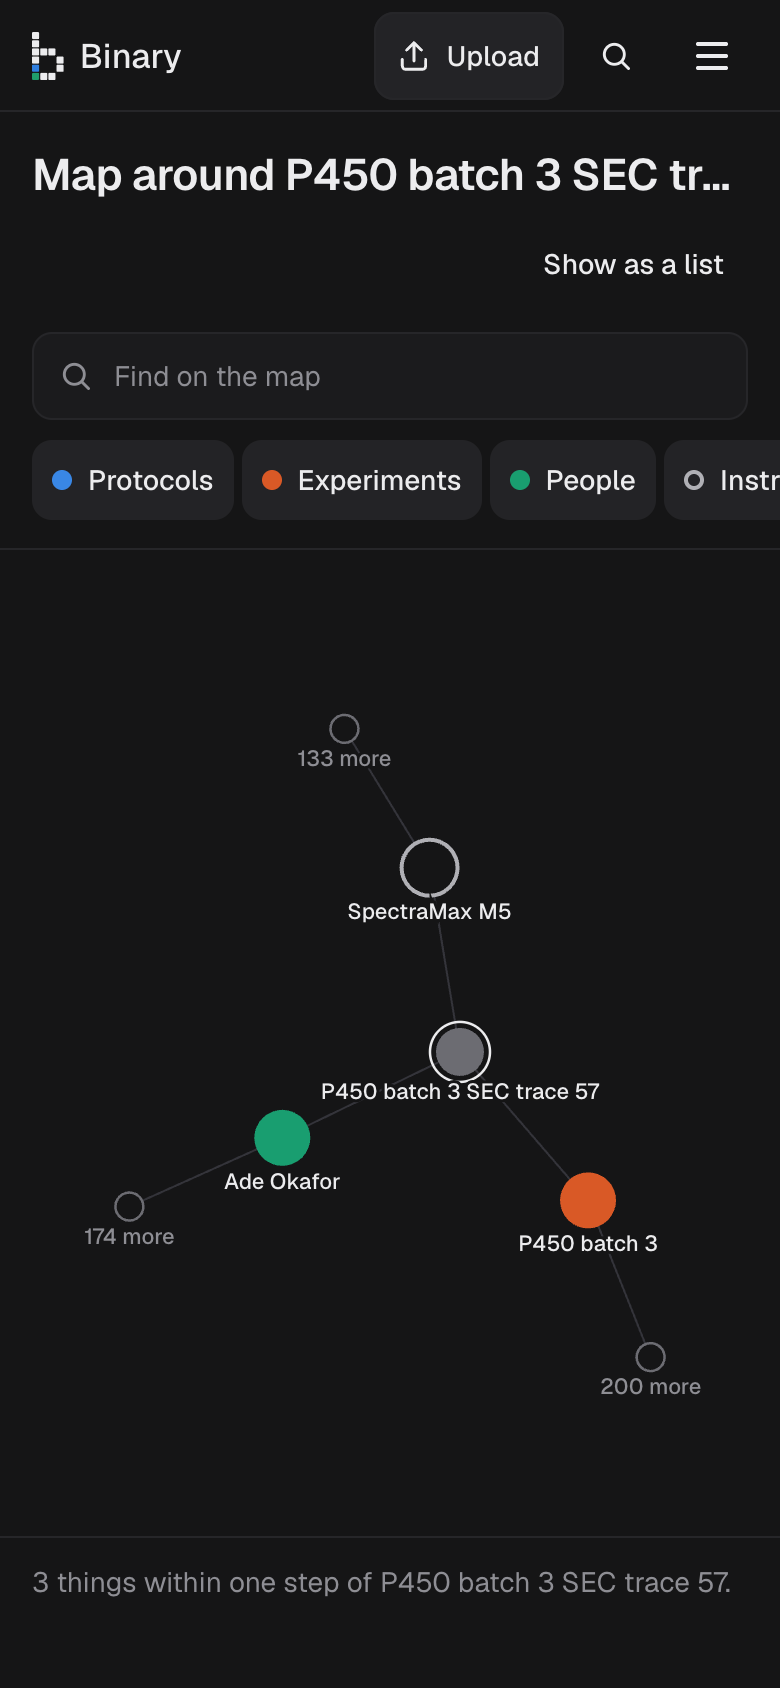 Binary
Upload
Map around P450 batch 3 SEC tr...
Show as a list
Find on the map
Protocols
Experiments
People
Instr
133 more
SpectraMax M5
P450 batch 3 SEC trace 57
Ade Okafor
174 more
P450 batch 3
200 more
3 things within one step of P450 batch 3 SEC trace 57.